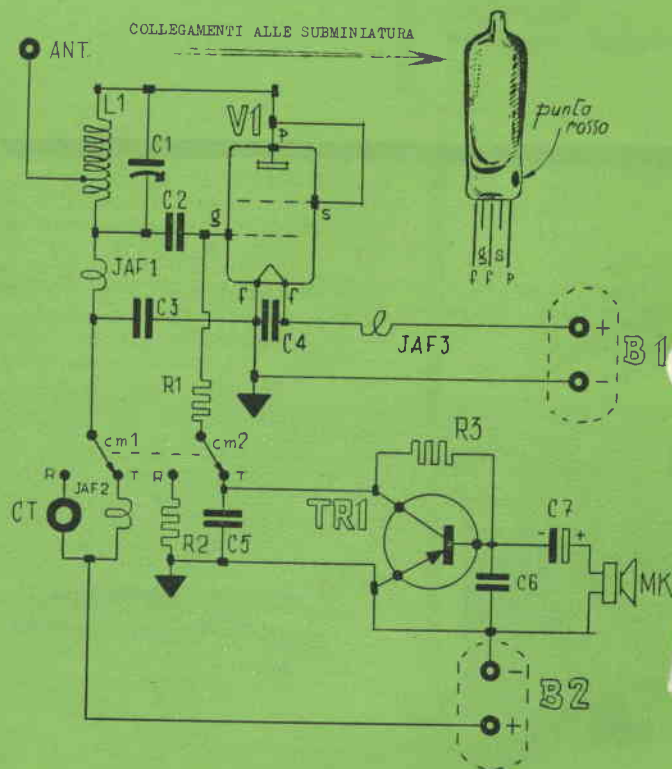 COLLEGAMENTI ALLE SUBMINIATURA
ANT.
L1
C1
V1
p
punto
rosso
C2
g
s
JAF1
f f
g s
f f p
C3
C4
JAF3
+
B1
-
R1
cm1
cm2
R3
R T R T
JAF2
CT
R2
C5
TR1
C7
- +
C6
MK
-
B2
+